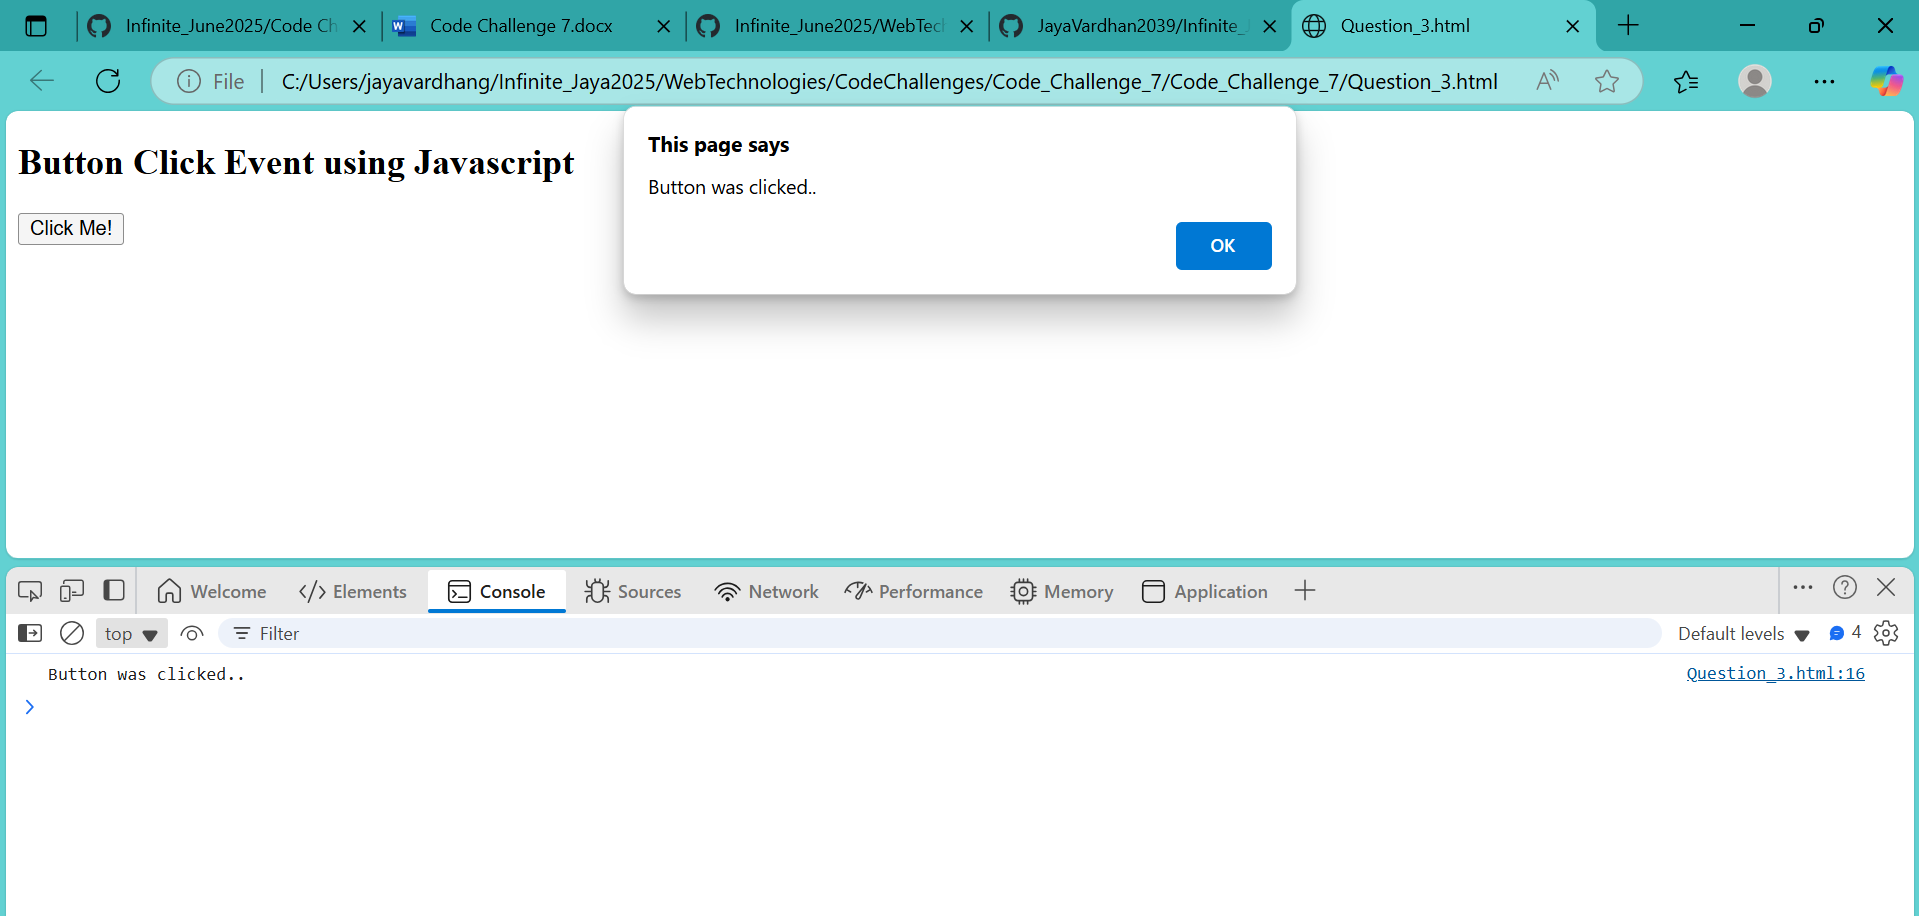 Infinite_June2025/Code Ch
Code Challenge 7.docx
Infinite_June2025/WebTec
JayaVardhan2039/Infinite_
Question_3.html
File
C:/Users/jayavardhang/Infinite_Jaya2025/WebTechnologies/CodeChallenges/Code_Challenge_7/Code_Challenge_7/Question_3.html
Button Click Event using Javascript
Click Me!
This page says
Button was clicked..
OK
Welcome
Elements
Console
Sources
Network
Performance
Memory
Application
top
Filter
Default levels
4
Button was clicked..
Question_3.html:16